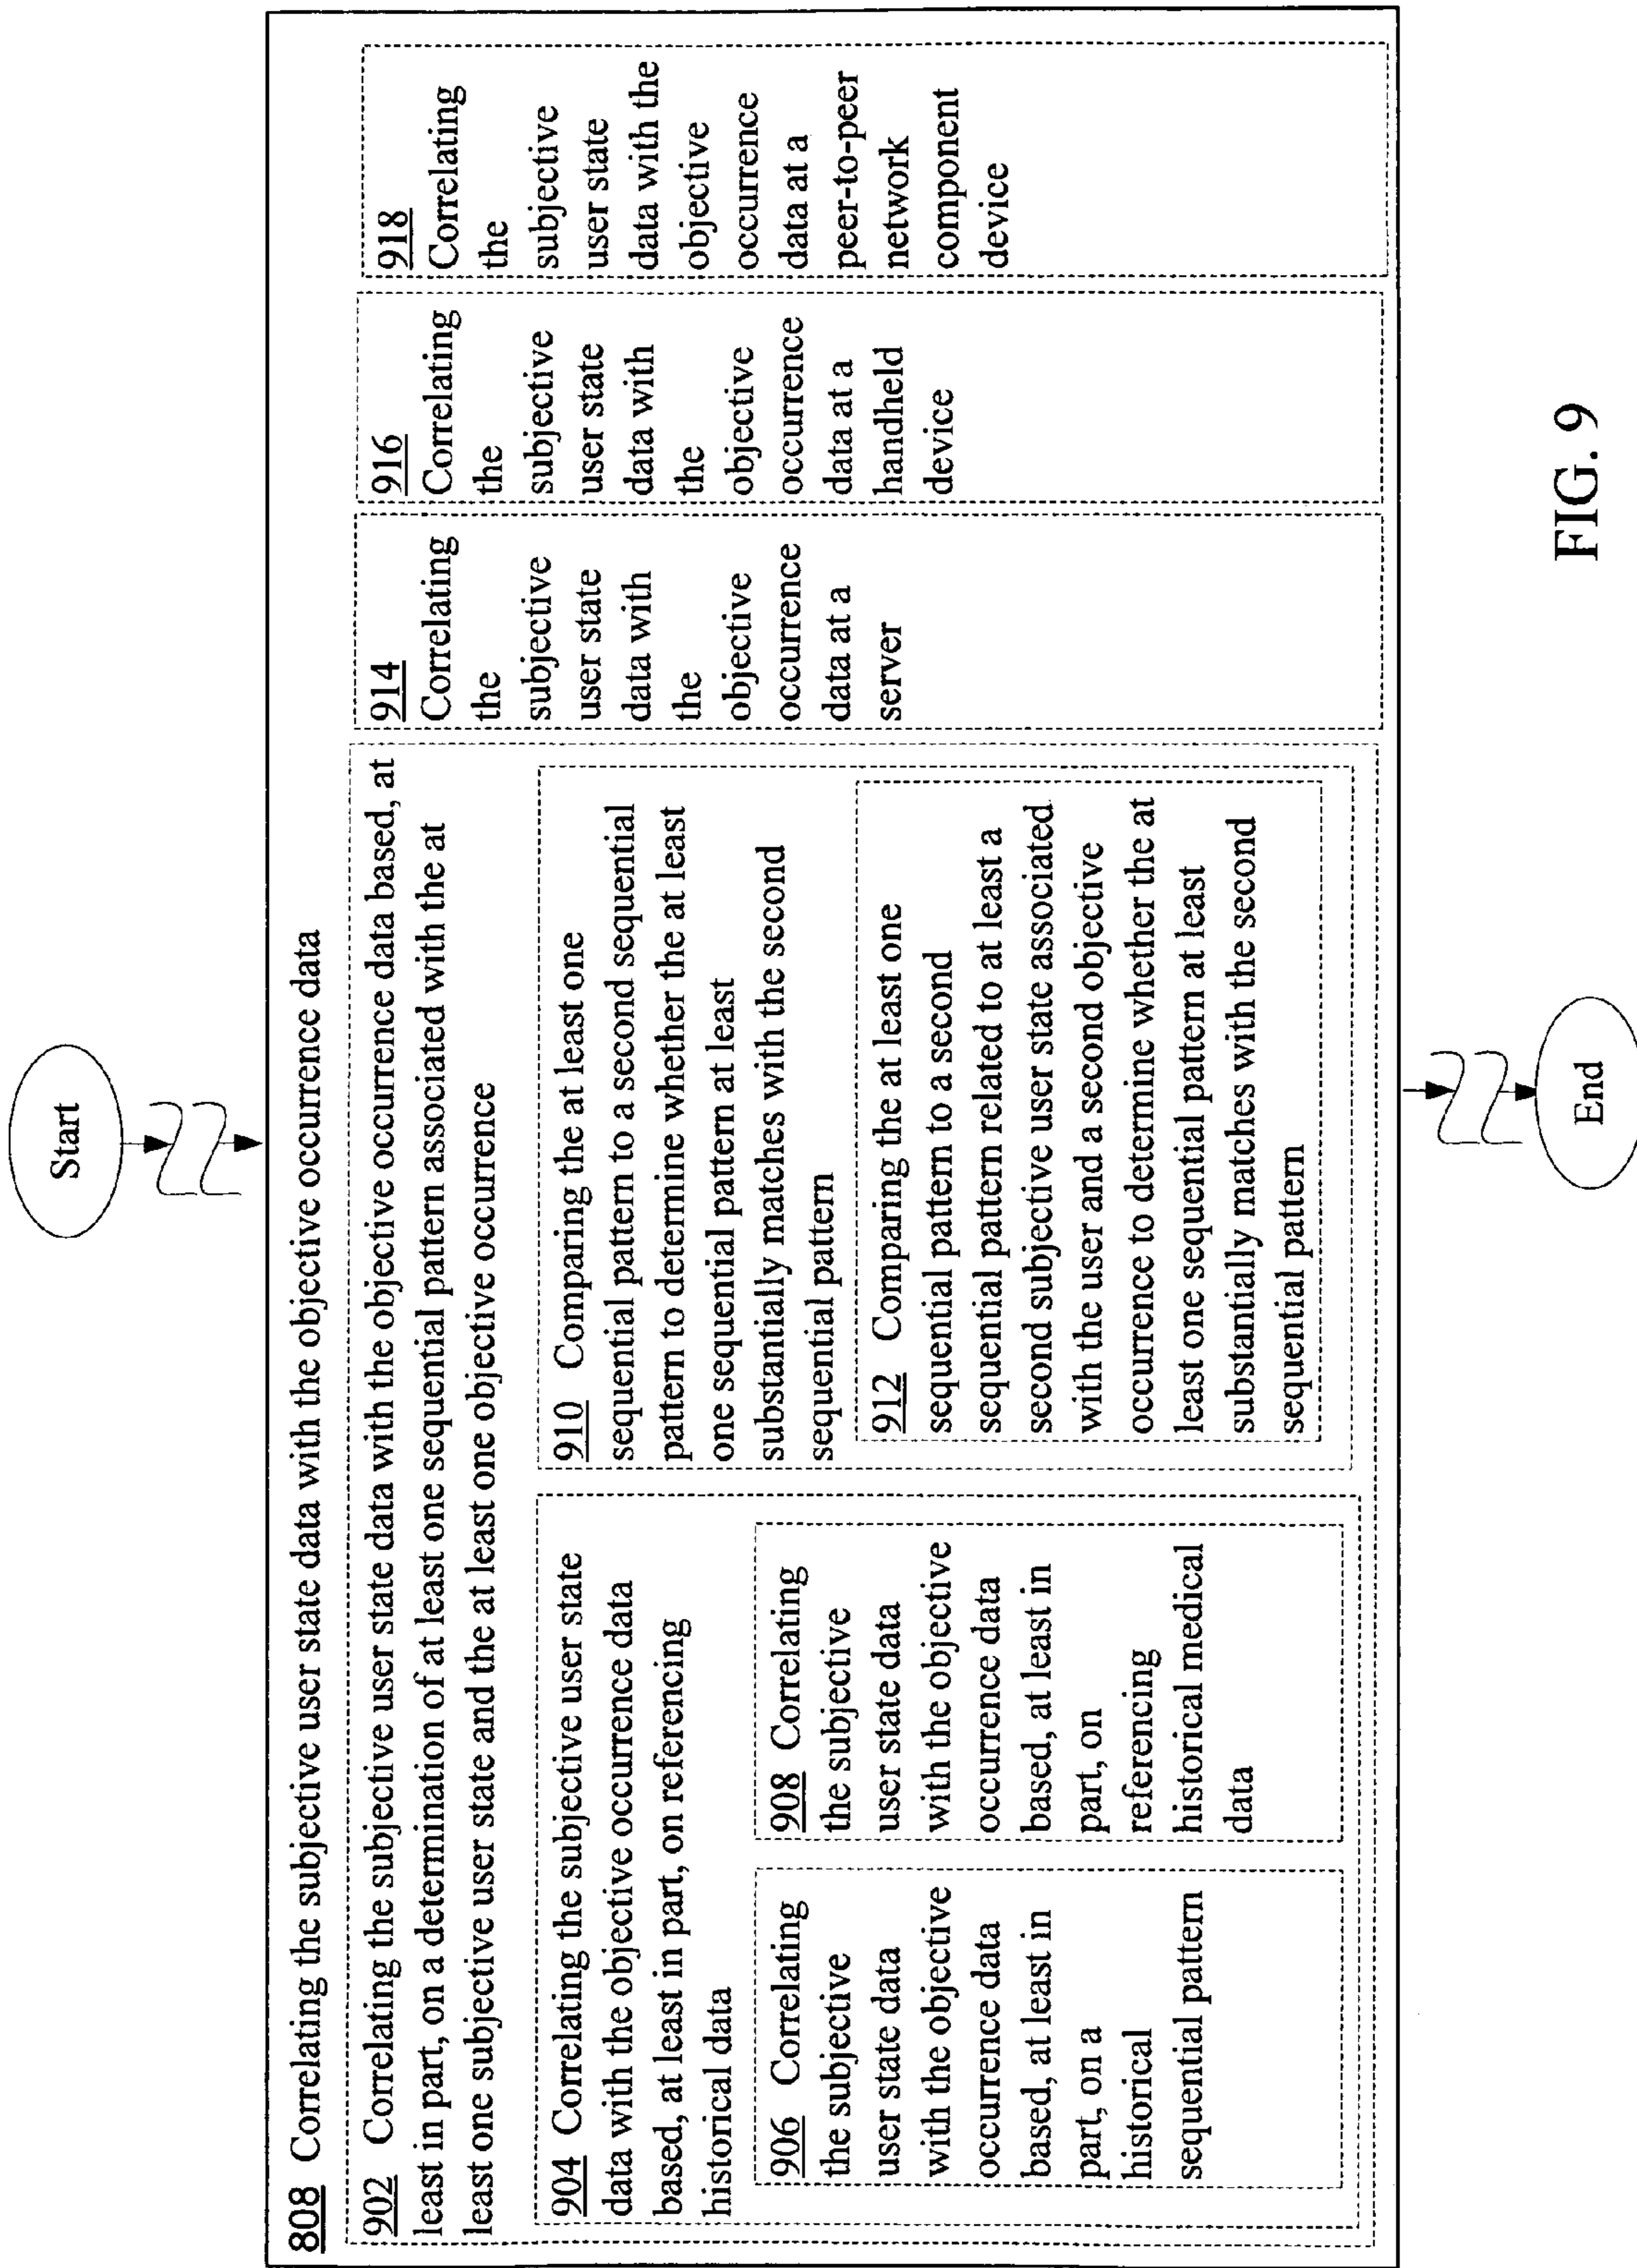 Start
808 Correlating the subjective user state data with the objective occurrence data
902 Correlating the subjective user state data with the objective occurrence data based, at
least in part, on a determination of at least one sequential pattern associated with the at
least one subjective user state and the at least one objective occurrence
904 Correlating the subjective user state
data with the objective occurrence data
based, at least in part, on referencing
historical data
906 Correlating
the subjective
user state data
with the objective
occurrence data
based, at least in
part, on a
historical
sequential pattern
908 Correlating
the subjective
user state data
with the objective
occurrence data
based, at least in
part, on
referencing
historical medical
data
910 Comparing the at least one
sequential pattern to a second sequential
pattern to determine whether the at least
one sequential pattern at least
substantially matches with the second
sequential pattern
912 Comparing the at least one
sequential pattern to a second
sequential pattern related to at least a
second subjective user state associated
with the user and a second objective
occurrence to determine whether the at
least one sequential pattern at least
substantially matches with the second
sequential pattern
914
Correlating
the
subjective
user state
data with
the
objective
occurrence
data at a
server
916
Correlating
the
subjective
user state
data with
the
objective
occurrence
data at a
handheld
device
918
Correlating
the
subjective
user state
data with the
objective
occurrence
data at a
peer-to-peer
network
component
device
End
FIG. 9